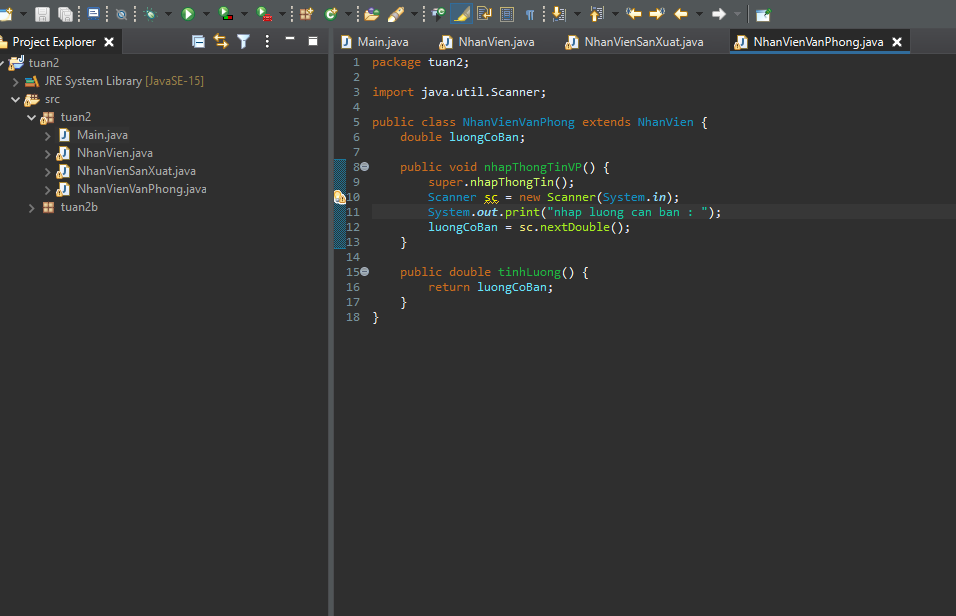 Project Explorer
tuan2
JRE System Library [JavaSE-15]
src
tuan2
Main.java
NhanVien.java
NhanVienSanXuat.java
NhanVienVanPhong.java
tuan2b
Main.java NhanVien.java NhanVienSanXuat.java NhanVienVanPhong.java
1 package tuan2;
2
3 import java.util.Scanner;
4
5 public class NhanVienVanPhong extends NhanVien {
6 double luongCoBan;
7
8 public void nhapThongTinVP() {
9 super.nhapThongTin();
10 Scanner sc = new Scanner(System.in);
11 System.out.print("nhap luong can ban : ");
12 luongCoBan = sc.nextDouble();
13 }
14
15 public double tinhLuong() {
16 return luongCoBan;
17 }
18 }